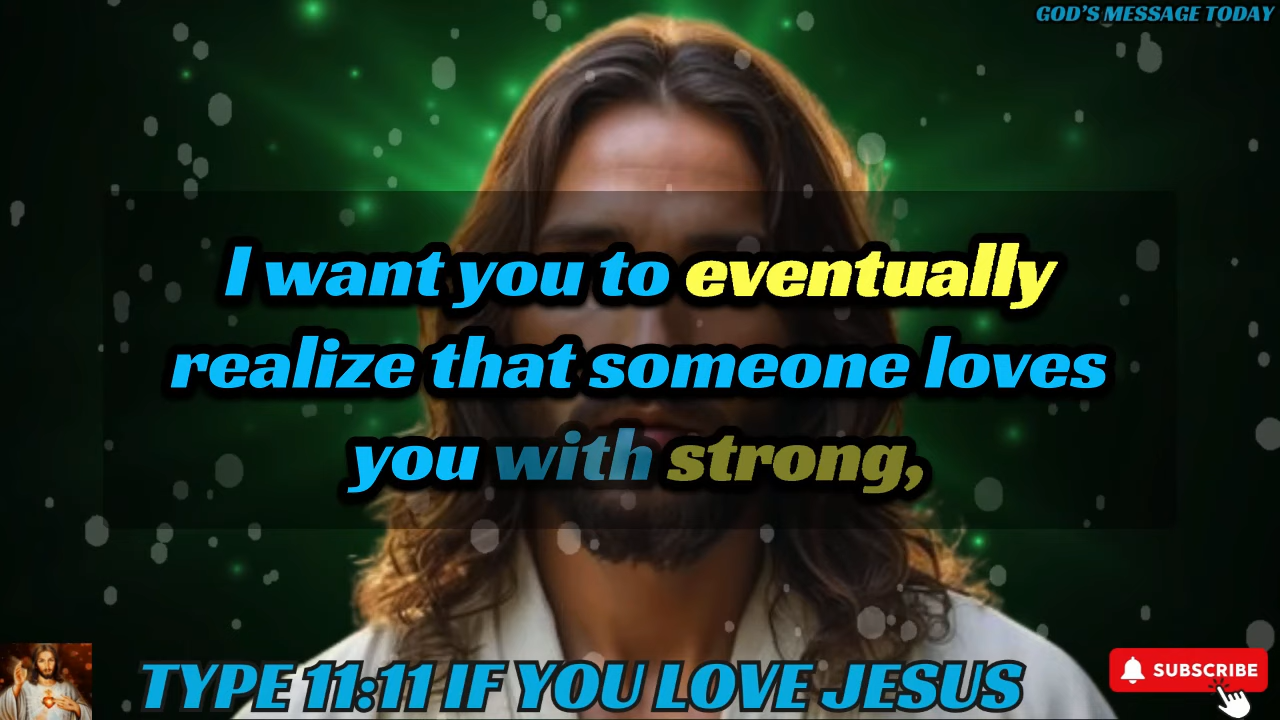 GOD'S MESSAGE TODAY
I want you to eventually
realize that someone loves
you with strong,
TYPE 11:11 IF YOU LOVE JESUS
SUBSCRIBE